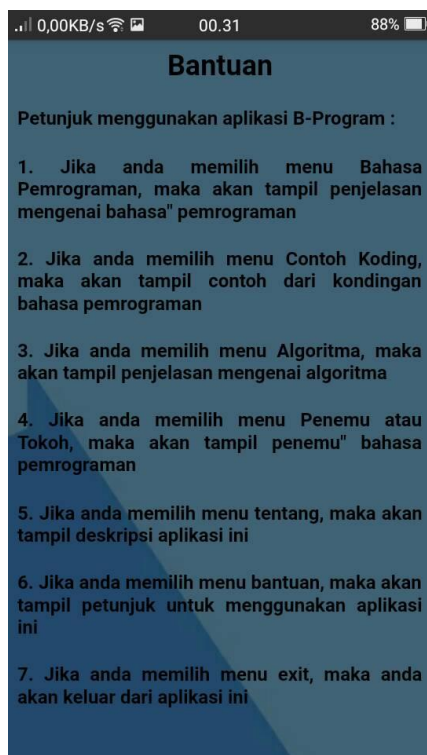 0,00KB/s 00.31 88%
Bantuan
Petunjuk menggunakan aplikasi B-Program :
1. Jika anda memilih menu Bahasa
Pemrograman, maka akan tampil penjelasan
mengenai bahasa" pemrograman
2. Jika anda memilih menu Contoh Koding,
maka akan tampil contoh dari kondingan
bahasa pemrograman
3. Jika anda memilih menu Algoritma, maka
akan tampil penjelasan mengenai algoritma
4. Jika anda memilih menu Penemu atau
Tokoh, maka akan tampil penemu" bahasa
pemrograman
5. Jika anda memilih menu tentang, maka akan
tampil deskripsi aplikasi ini
6. Jika anda memilih menu bantuan, maka akan
tampil petunjuk untuk menggunakan aplikasi
ini
7. Jika anda memilih menu exit, maka anda
akan keluar dari aplikasi ini